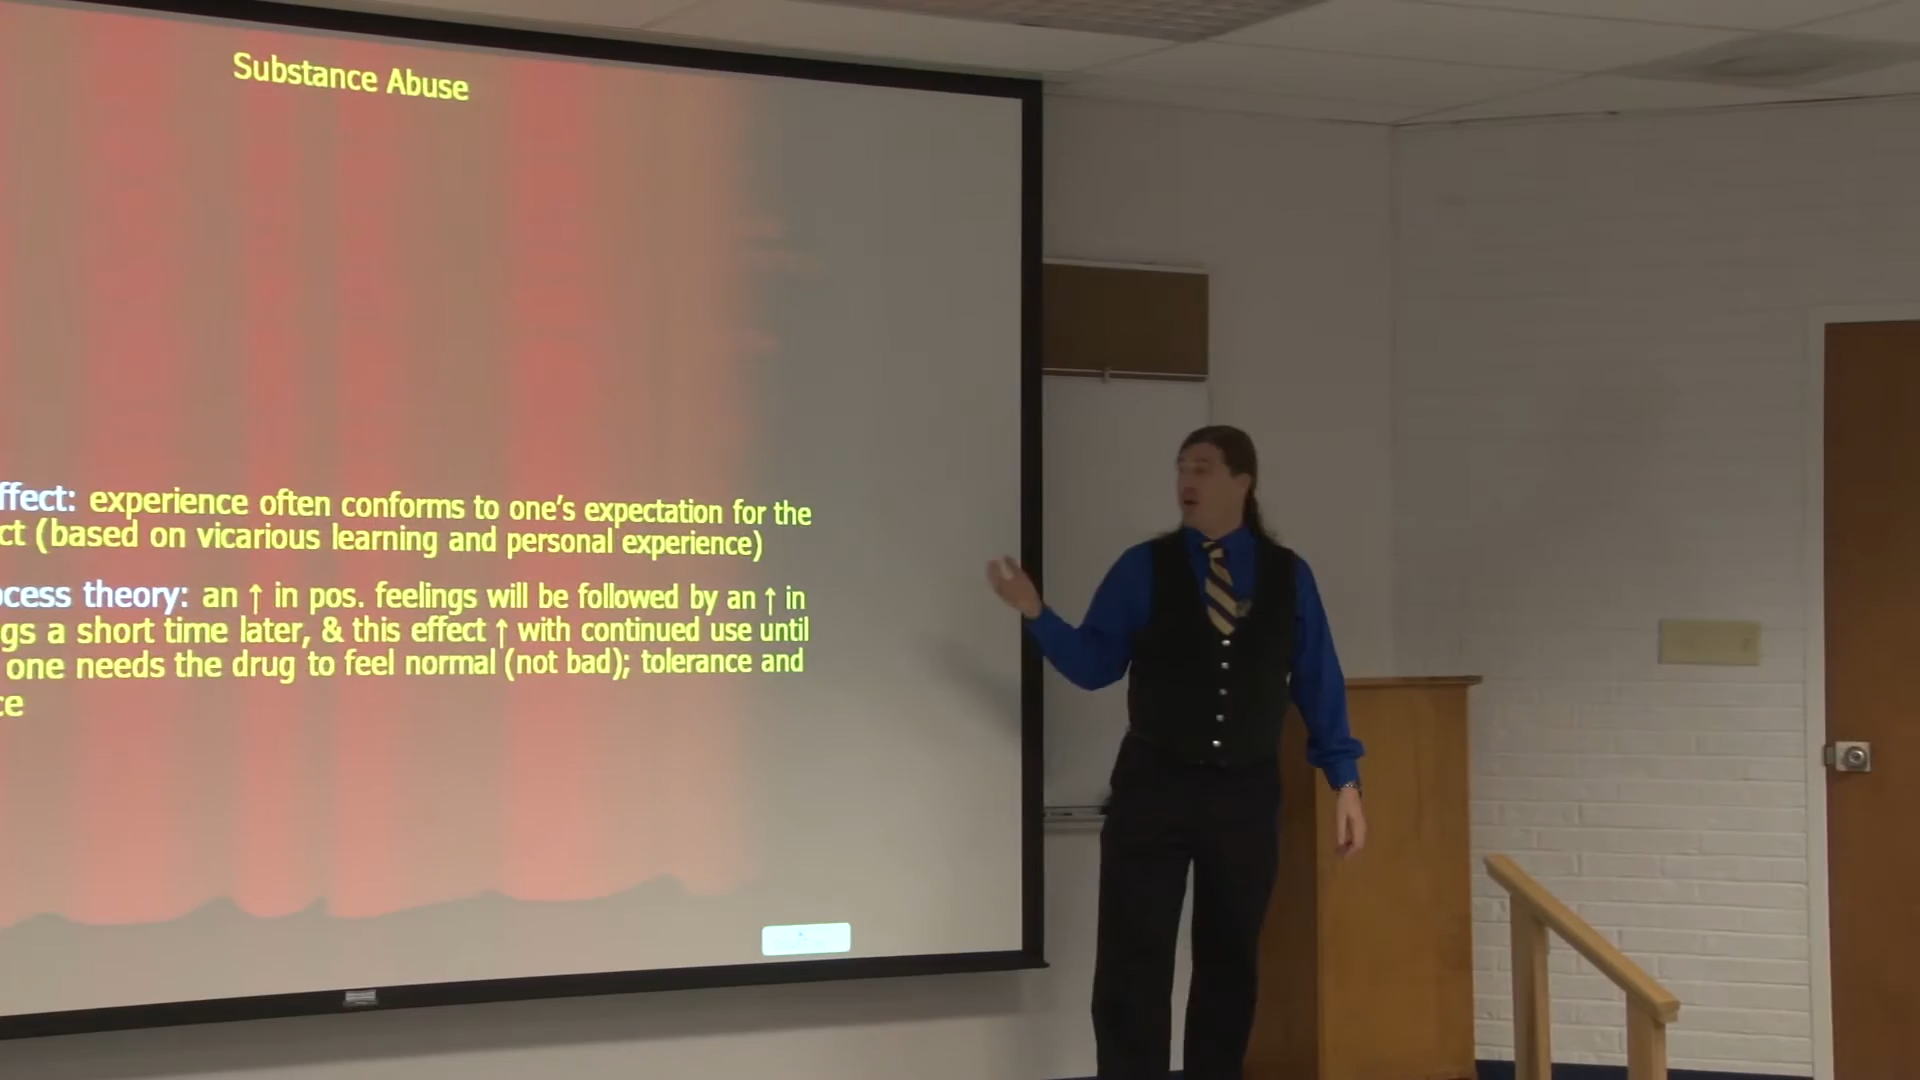 Substance Abuse
ffect: experience often conforms to one's expectation for the
ct (based on vicarious learning and personal experience)
ocess theory: an ↑ in pos. feelings will be followed by an ↑ in
gs a short time later, & this effect ↑ with continued use until
one needs the drug to feel normal (not bad); tolerance and
ce